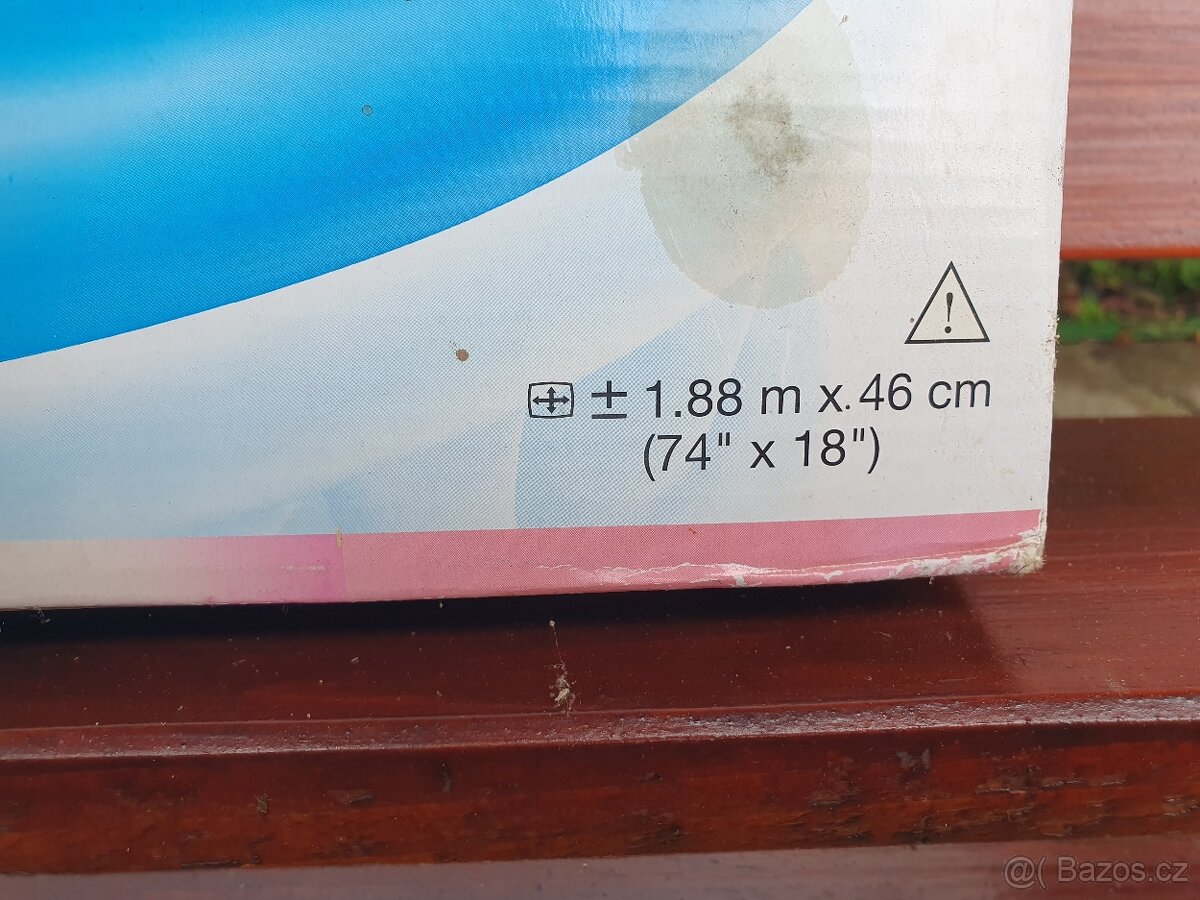 ± 1.88 m x 46 cm
(74" x 18")
@( Bazos.cz